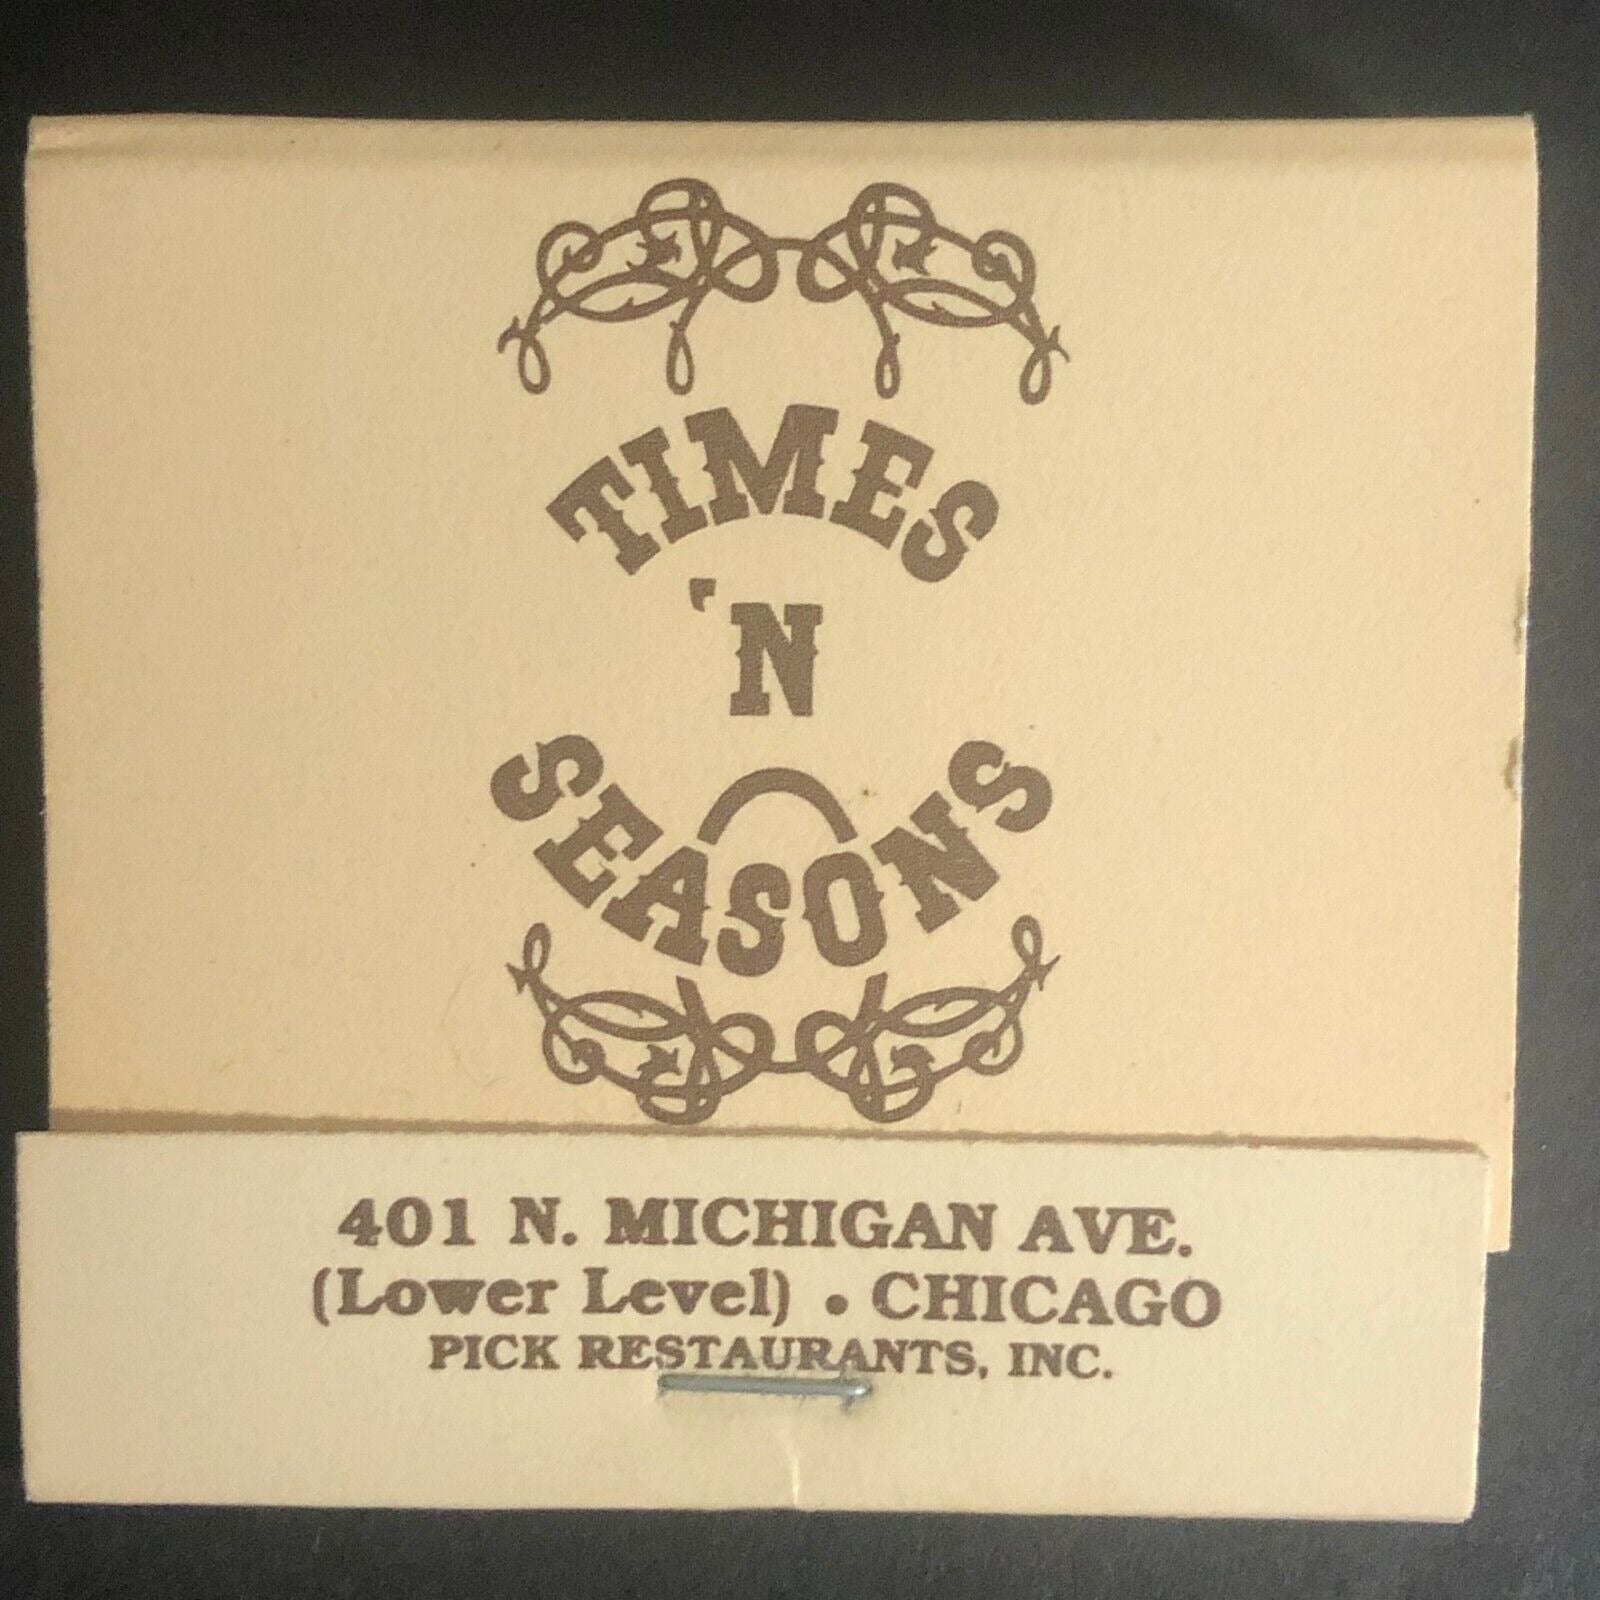 TIMES
'N
SEASONS
401 N. MICHIGAN AVE.
(Lower Level) • CHICAGO
PICK RESTAURANTS, INC.